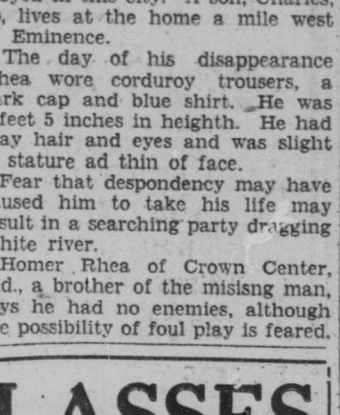 lives at the home a mile west
Eminence.
The day of his disappearance
hea wore corduroy trousers, a
rk cap and blue shirt. He was
feet 5 inches in heighth. He had
ay hair and eyes and was slight
stature ad thin of face.
Fear that despondency may have
used him to take his life may
sult in a searching party dragging
hite river.
Homer Rhea of Crown Center,
d., a brother of the misisng man,
ys he had no enemies, although
e possibility of foul play is feared.
LASSES